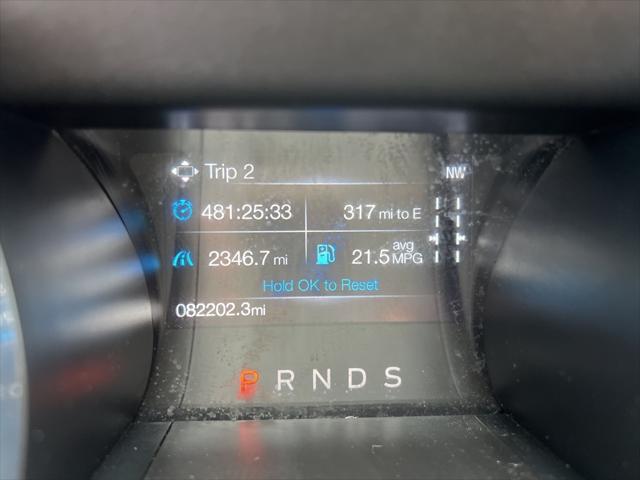 Trip 2 NW
481:25:33 317 mi to E
2346.7 mi 21.5 avg MPG
Hold OK to Reset
082202.3mi
P R N D S